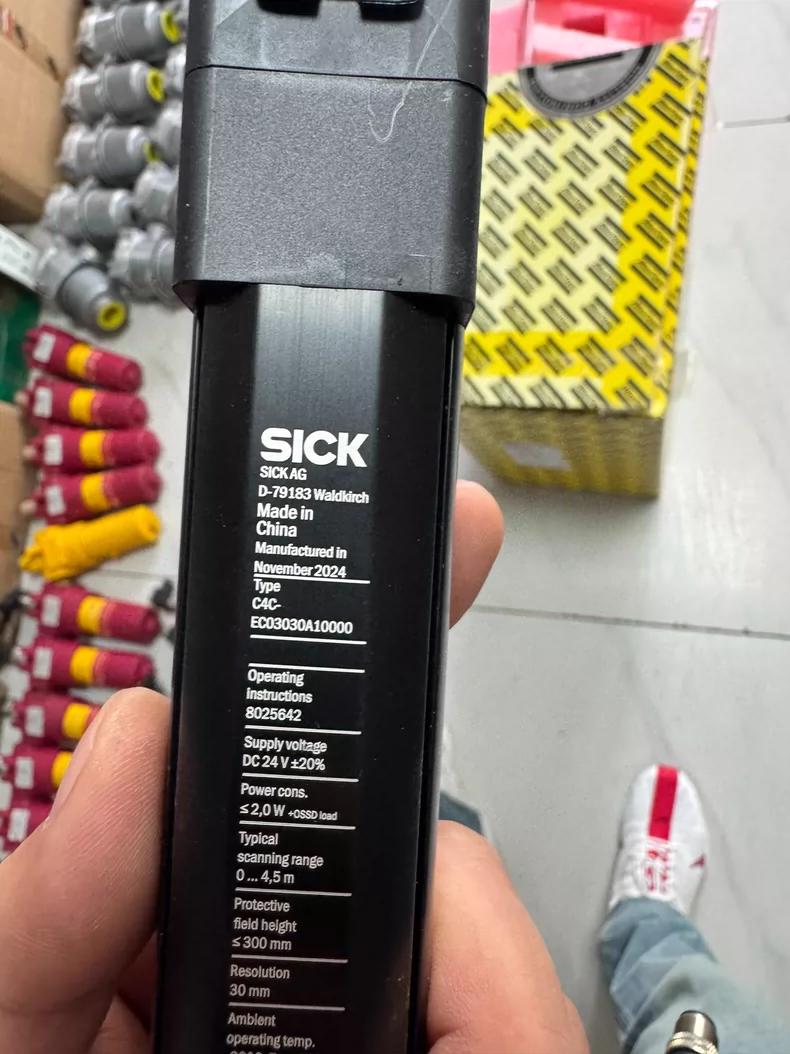 SICK
SICK AG
D-79183 Waldkirch
Made in
China
Manufactured in
November 2024
Type
C4C-
EC03030A10000
Operating
instructions
8025642
Supply voltage
DC 24 V ±20%
Power cons.
≤ 2,0 W +OSSD load
Typical
scanning range
0 ... 4,5 m
Protective
field height
≤ 300 mm
Resolution
30 mm
Ambient
operating temp.